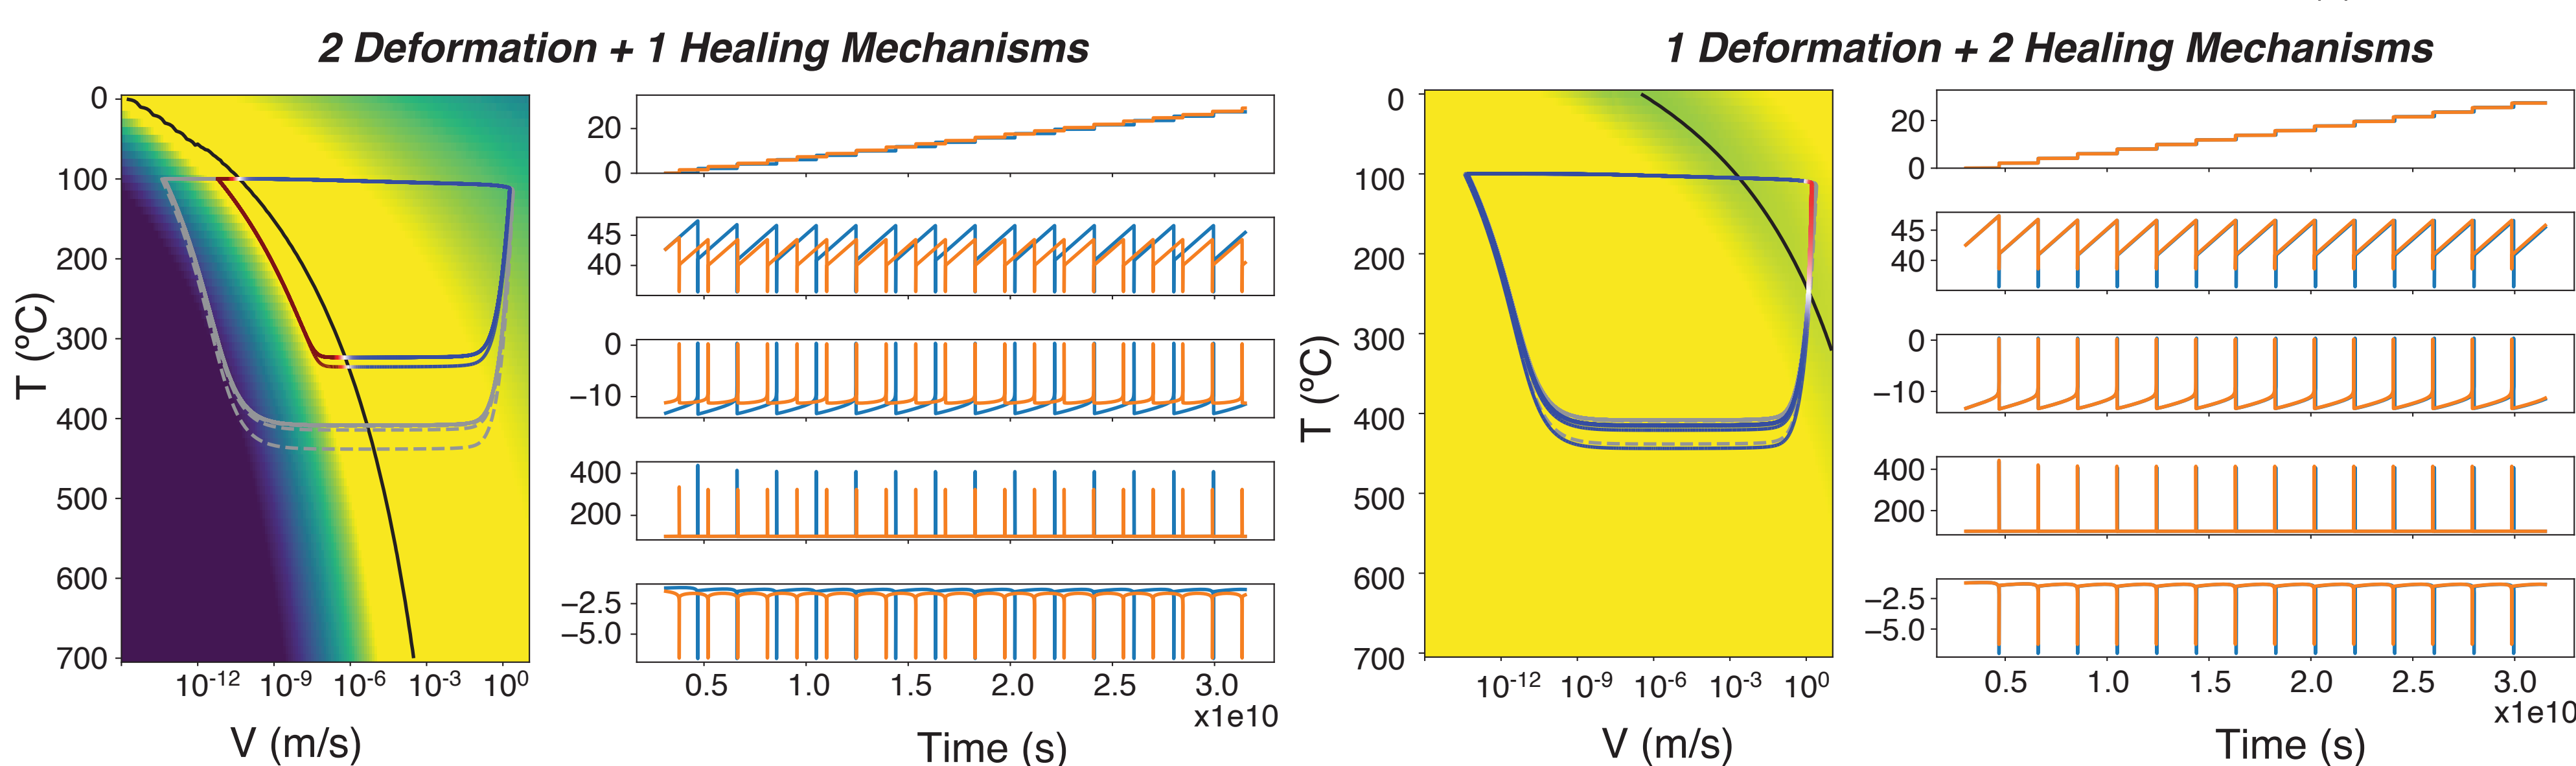 2 Deformation + 1 Healing Mechanisms
0
100
200
300
400
500
600
700
T (ºC)
10-12 10-9 10-6 10-3 100
V (m/s)
20
0
45
40
0
−10
400
200
−2.5
−5.0
0.5 1.0 1.5 2.0 2.5 3.0
x1e10
Time (s)
1 Deformation + 2 Healing Mechanisms
0
100
200
300
400
500
600
700
T (ºC)
10-12 10-9 10-6 10-3 100
V (m/s)
20
0
45
40
0
−10
400
200
−2.5
−5.0
0.5 1.0 1.5 2.0 2.5 3.0
x1e10
Time (s)